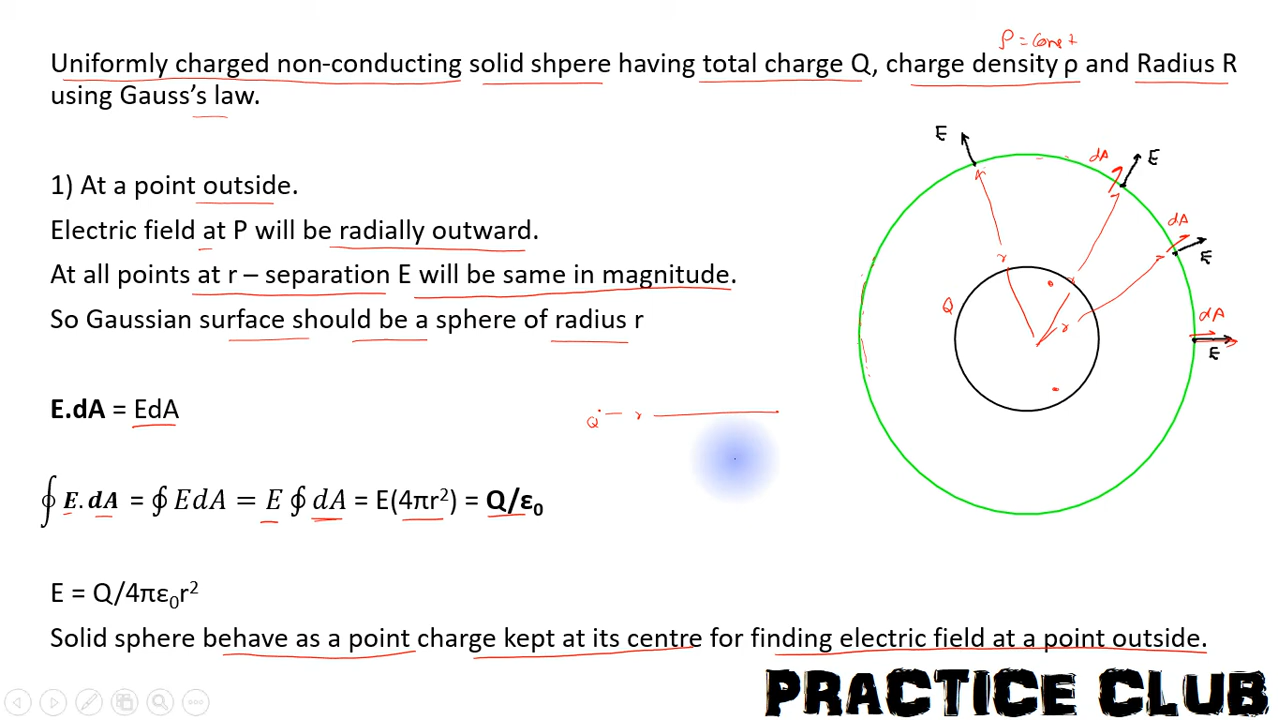 ρ = const
Uniformly charged non-conducting solid shpere having total charge Q, charge density ρ and Radius R
using Gauss's law.
1) At a point outside.
Electric field at P will be radially outward.
At all points at r – separation E will be same in magnitude.
So Gaussian surface should be a sphere of radius r
E.dA = EdA
∮ E.dA = ∮ EdA = E ∮ dA = E(4πr²) = Q/ε₀
E = Q/4πε₀r²
Solid sphere behave as a point charge kept at its centre for finding electric field at a point outside.
E
dA
E
dA
E
dA
E
Q
r
r
r
Q
r
PRACTICE CLUB